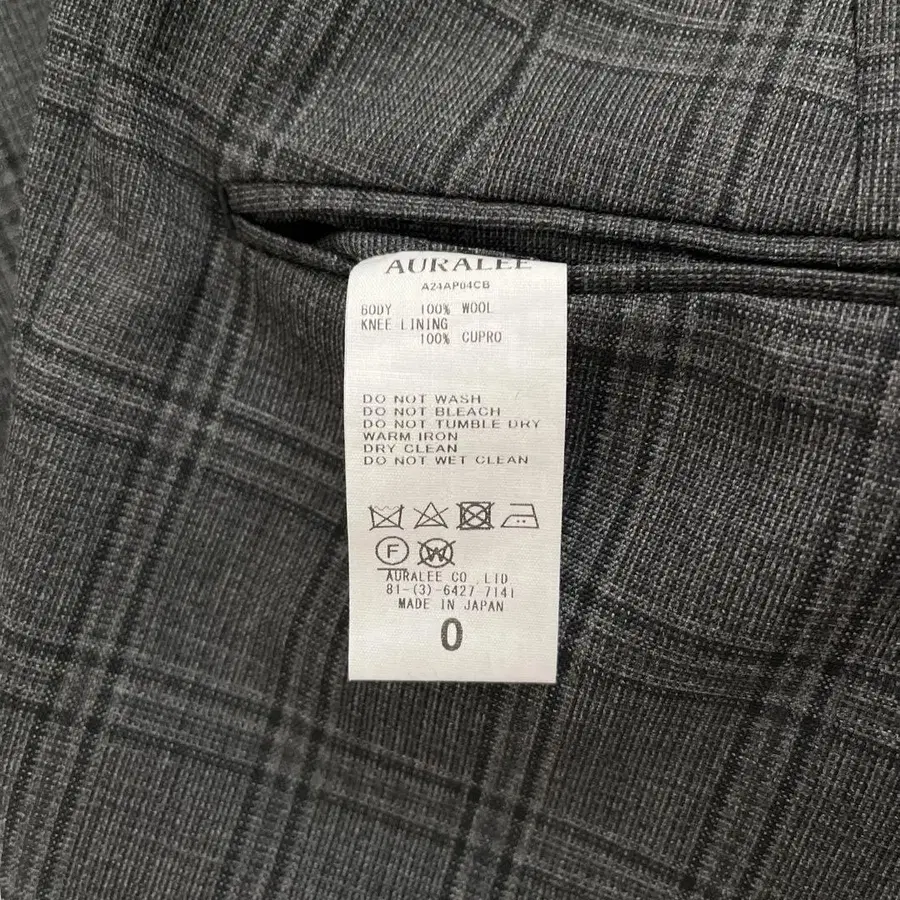 AURALEE
A24AP04CB
BODY 100% WOOL
KNEE LINING
100% CUPRO
DO NOT WASH
DO NOT BLEACH
DO NOT TUMBLE DRY
WARM IRON
DRY CLEAN
DO NOT WET CLEAN
F W
AURALEE CO.,LTD
81-(3)-6427-7141
MADE IN JAPAN
0